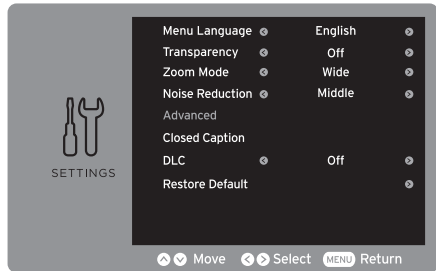 Menu Language English
Transparency Off
Zoom Mode Wide
Noise Reduction Middle
Advanced
Closed Caption
DLC Off
Restore Default
SETTINGS
Move Select MENU Return